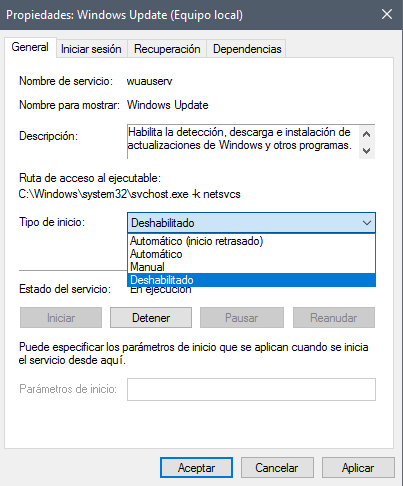 Propiedades: Windows Update (Equipo local)
General Iniciar sesión Recuperación Dependencias
Nombre de servicio: wuauserv
Nombre para mostrar: Windows Update
Descripción: Habilita la detección, descarga e instalación de
actualizaciones de Windows y otros programas.
Ruta de acceso al ejecutable:
C:\Windows\system32\svchost.exe -k netsvcs
Tipo de inicio: Deshabilitado
Automático (inicio retrasado)
Automático
Manual
Deshabilitado
Estado del servicio: En ejecución
Iniciar Detener Pausar Reanudar
Puede especificar los parámetros de inicio que se aplican cuando se inicia
el servicio desde aquí.
Parámetros de inicio:
Aceptar Cancelar Aplicar